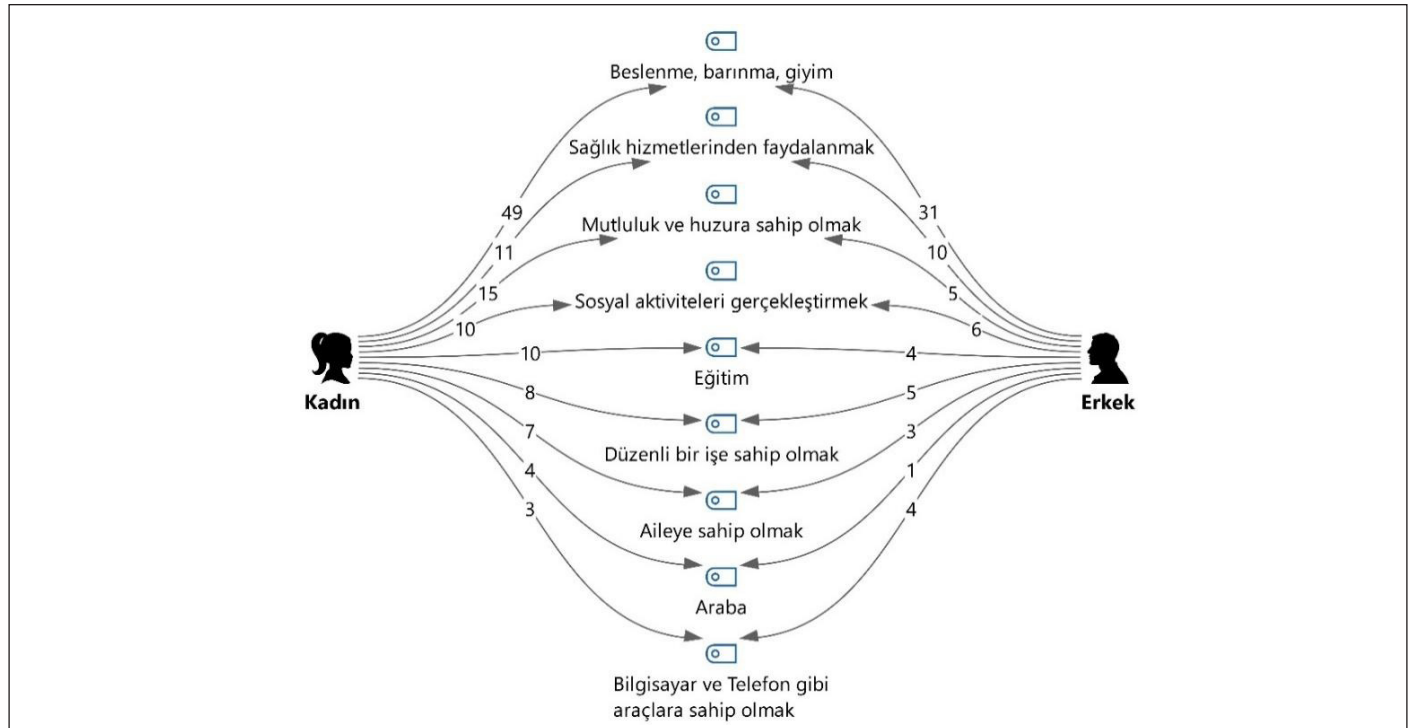 Beslenme, barınma, giyim
Sağlık hizmetlerinden faydalanmak
49
31
Mutluluk ve huzura sahip olmak
11
10
15
5
Sosyal aktiviteleri gerçekleştirmek
10
6
10
4
Eğitim
8
5
Kadın
Erkek
7
3
Düzenli bir işe sahip olmak
4
1
3
4
Aileye sahip olmak
Araba
Bilgisayar ve Telefon gibi
araçlara sahip olmak